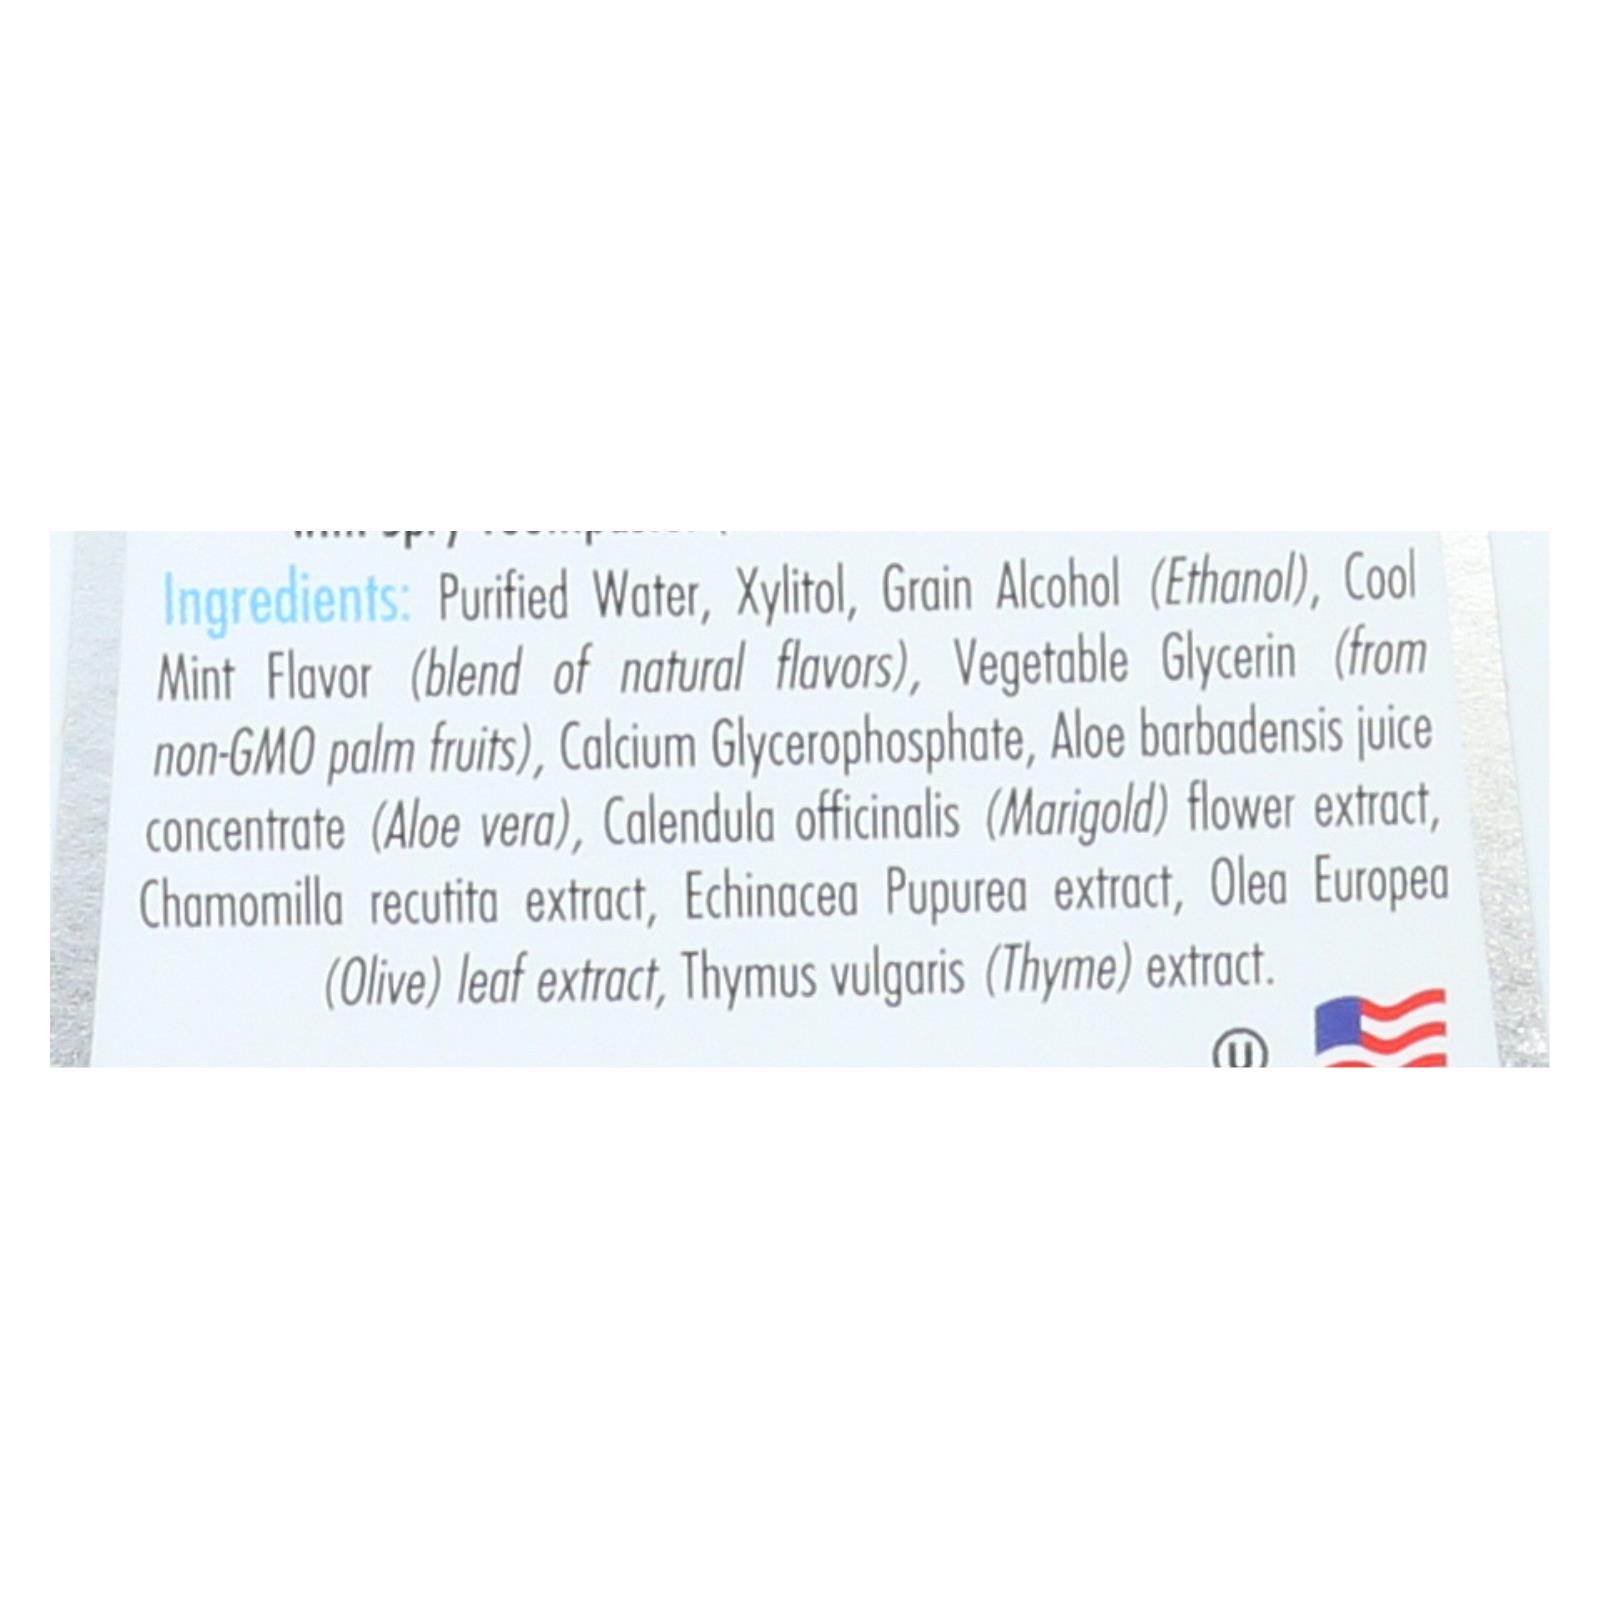 Ingredients: Purified Water, Xylitol, Grain Alcohol (Ethanol), Cool
Mint Flavor (blend of natural flavors), Vegetable Glycerin (from
non-GMO palm fruits), Calcium Glycerophosphate, Aloe barbadensis juice
concentrate (Aloe vera), Calendula officinalis (Marigold) flower extract,
Chamomilla recutita extract, Echinacea Pupurea extract, Olea Europea
(Olive) leaf extract, Thymus vulgaris (Thyme) extract.
U